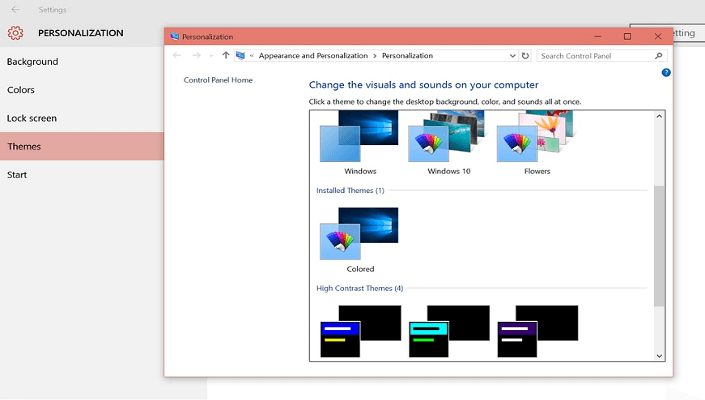 Settings
PERSONALIZATION
etting
Background
Colors
Lock screen
Themes
Start
Personalization
« Appearance and Personalization > Personalization
Search Control Panel
Control Panel Home
Change the visuals and sounds on your computer
Click a theme to change the desktop background, color, and sounds all at once.
Windows Windows 10 Flowers
Installed Themes (1)
Colored
High Contrast Themes (4)